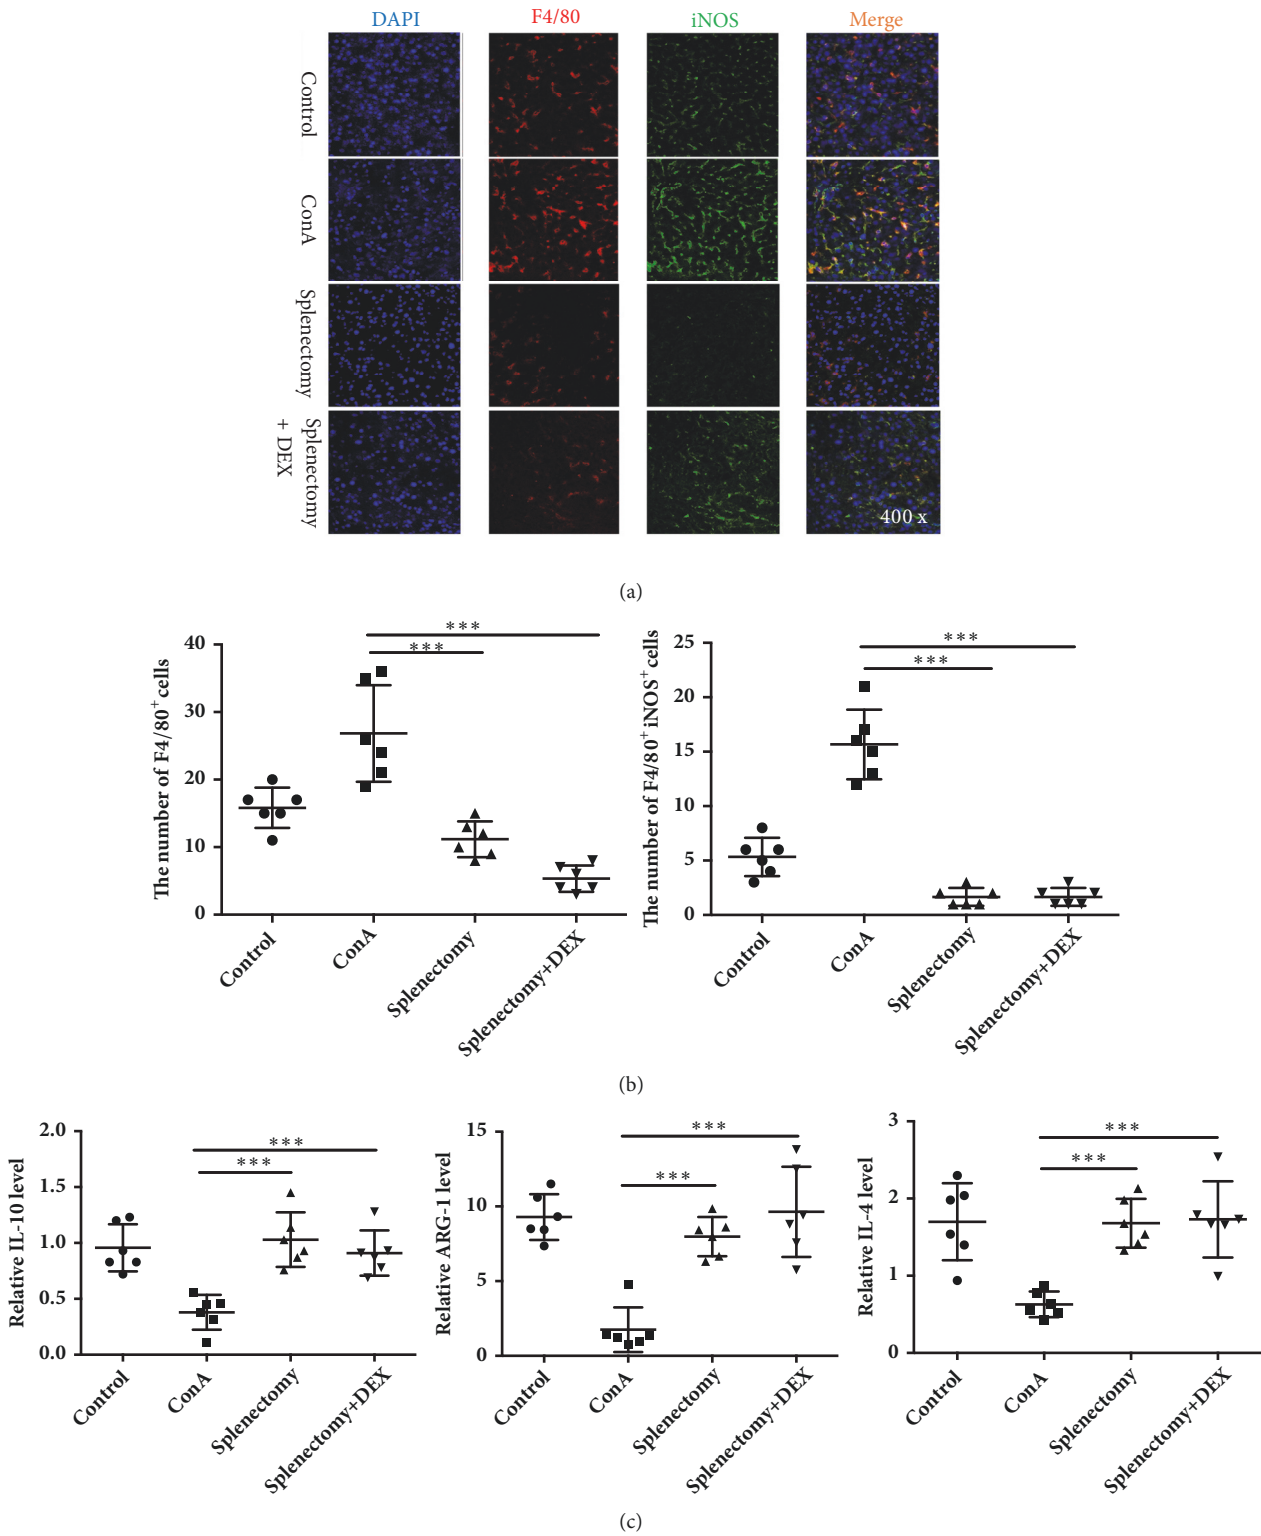 DAPI F4/80 iNOS Merge
Control
ConA
Splenectomy
Splenectomy
+ DEX
400 x
(a)
The number of F4/80+ cells
40
30
20
10
0
***
***
Control
ConA
Splenectomy
Splenectomy+DEX
The number of F4/80+ iNOS+ cells
25
20
15
10
5
0
***
***
Control
ConA
Splenectomy
Splenectomy+DEX
(b)
Relative IL-10 level
2.0
1.5
1.0
0.5
0.0
***
***
Control
ConA
Splenectomy
Splenectomy+DEX
Relative ARG-1 level
15
10
5
0
***
***
Control
ConA
Splenectomy
Splenectomy+DEX
Relative IL-4 level
3
2
1
0
***
***
Control
ConA
Splenectomy
Splenectomy+DEX
(c)